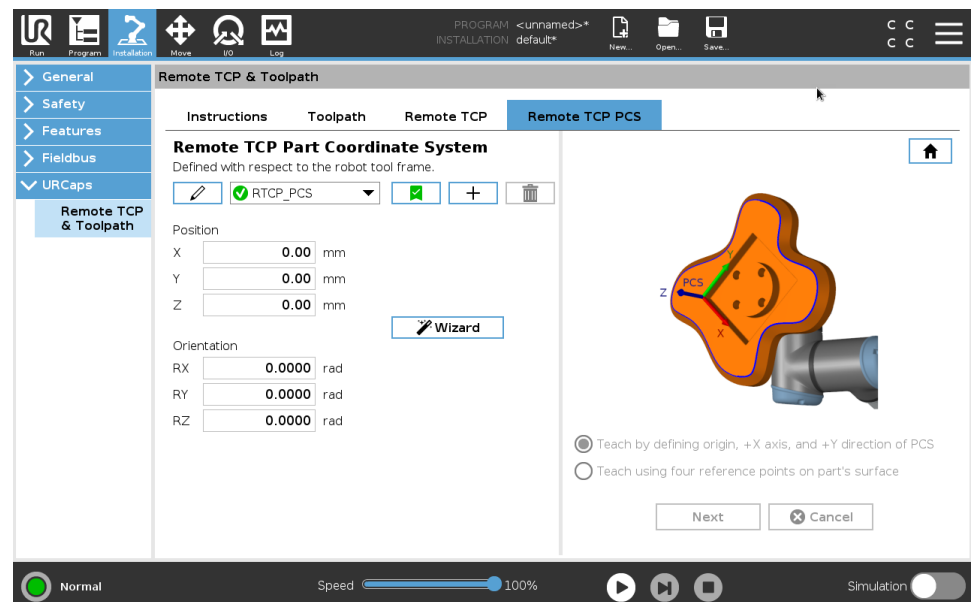 UR
PROGRAM <unnamed>*
INSTALLATION default*
Run Program Installation Move I/O Log New... Open... Save...
C C
C C
General
Safety
Features
Fieldbus
URCaps
Remote TCP
& Toolpath
Remote TCP & Toolpath
Instructions Toolpath Remote TCP Remote TCP PCS
Remote TCP Part Coordinate System
Defined with respect to the robot tool frame.
RTCP_PCS
Position
X 0.00 mm
Y 0.00 mm
Z 0.00 mm
Wizard
Orientation
RX 0.0000 rad
RY 0.0000 rad
RZ 0.0000 rad
Y
PCS
Z
X
Teach by defining origin, +X axis, and +Y direction of PCS
Teach using four reference points on part's surface
Next Cancel
Normal Speed 100% Simulation